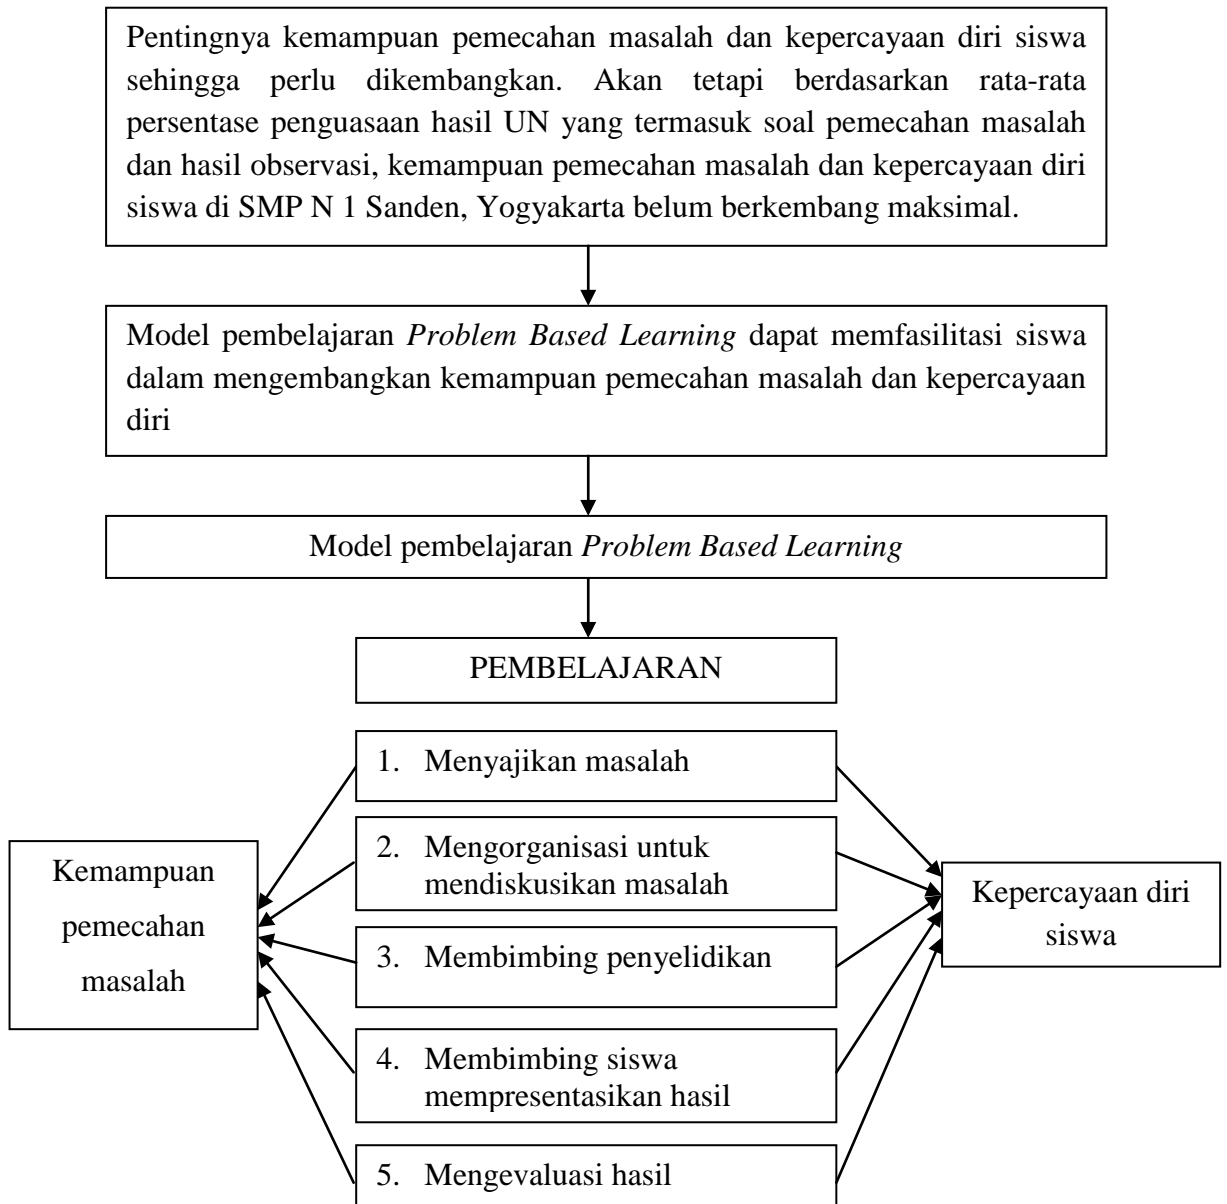 Pentingnya kemampuan pemecahan masalah dan kepercayaan diri siswa
sehingga perlu dikembangkan. Akan tetapi berdasarkan rata-rata
persentase penguasaan hasil UN yang termasuk soal pemecahan masalah
dan hasil observasi, kemampuan pemecahan masalah dan kepercayaan diri
siswa di SMP N 1 Sanden, Yogyakarta belum berkembang maksimal.
Model pembelajaran Problem Based Learning dapat memfasilitasi siswa
dalam mengembangkan kemampuan pemecahan masalah dan kepercayaan
diri
Model pembelajaran Problem Based Learning
PEMBELAJARAN
1. Menyajikan masalah
2. Mengorganisasi untuk
mendiskusikan masalah
3. Membimbing penyelidikan
4. Membimbing siswa
mempresentasikan hasil
5. Mengevaluasi hasil
Kemampuan
pemecahan
masalah
Kepercayaan diri
siswa